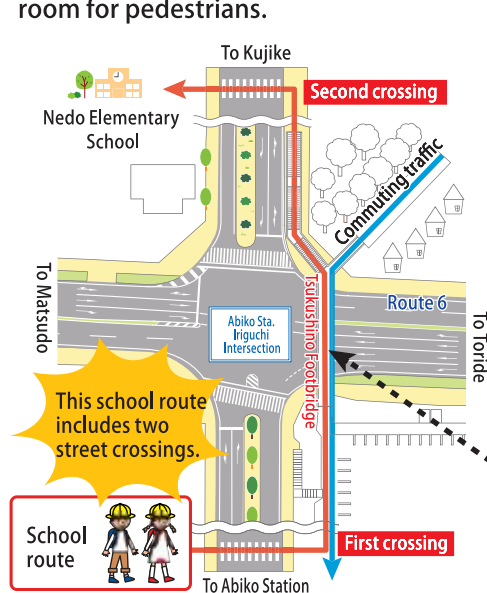 room for pedestrians.
To Kujike
Second crossing
Nedo Elementary
School
Commuting traffic
To Matsudo
Tsukushino Footbridge
Route 6
To Toride
Abiko Sta.
Iriguchi
Intersection
This school route
includes two
street crossings.
School
route
First crossing
To Abiko Station